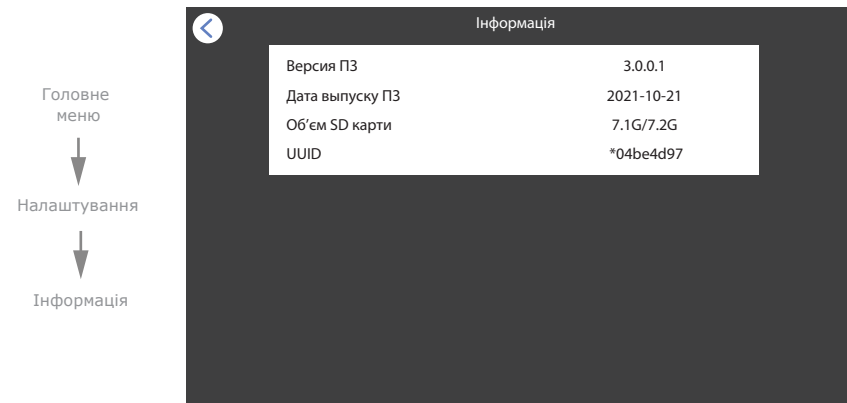 Головне
меню
Налаштування
Інформація
Інформація
Версия ПЗ 3.0.0.1
Дата выпуску ПЗ 2021-10-21
Об’єм SD карти 7.1G/7.2G
UUID *04be4d97